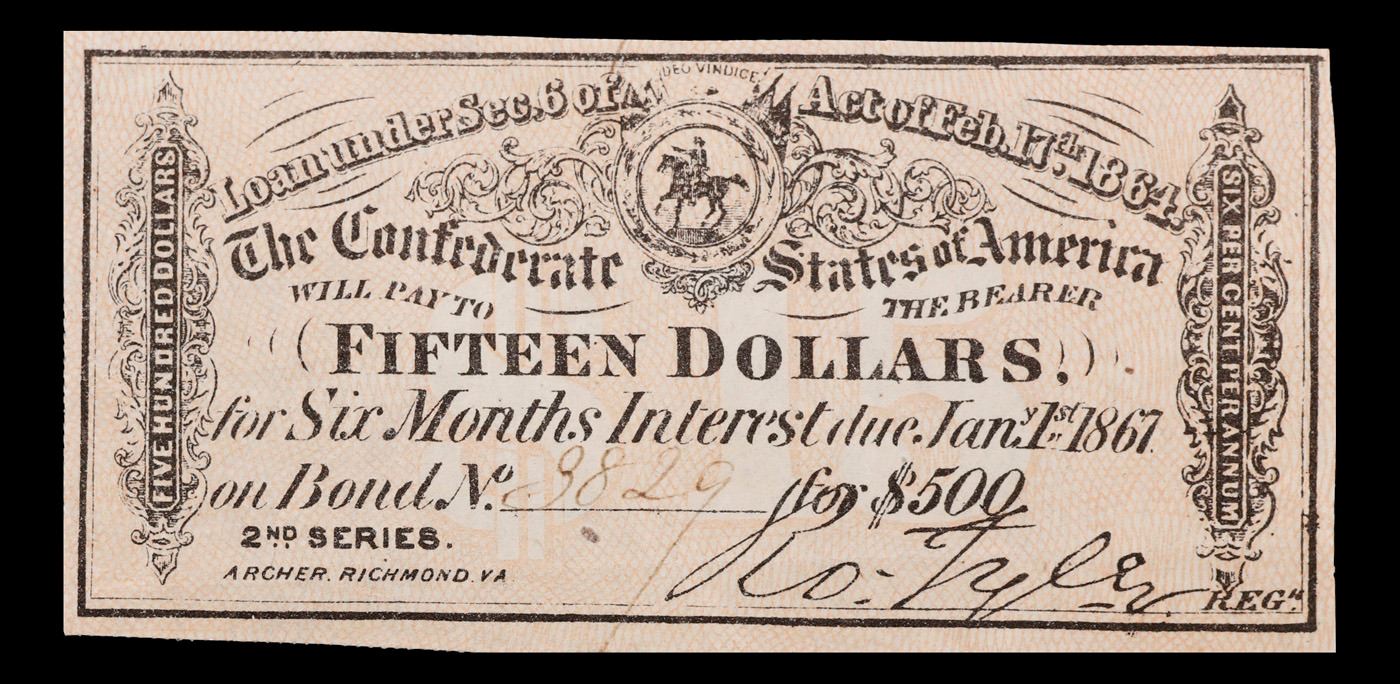 DEO VINDICE
Loan under Sec. 6 of Act of Feb. 17th 1864.
The Confederate States of America
WILL PAY TO THE BEARER
FIFTEEN DOLLARS,
for Six Months Interest due Jany. 1st 1867.
on Bond No. 3829 for $500
2ND SERIES.
ARCHER. RICHMOND. VA
Ro: Tyler REGR.
FIVE HUNDRED DOLLARS
SIX PER CENT PER ANNUM
$15